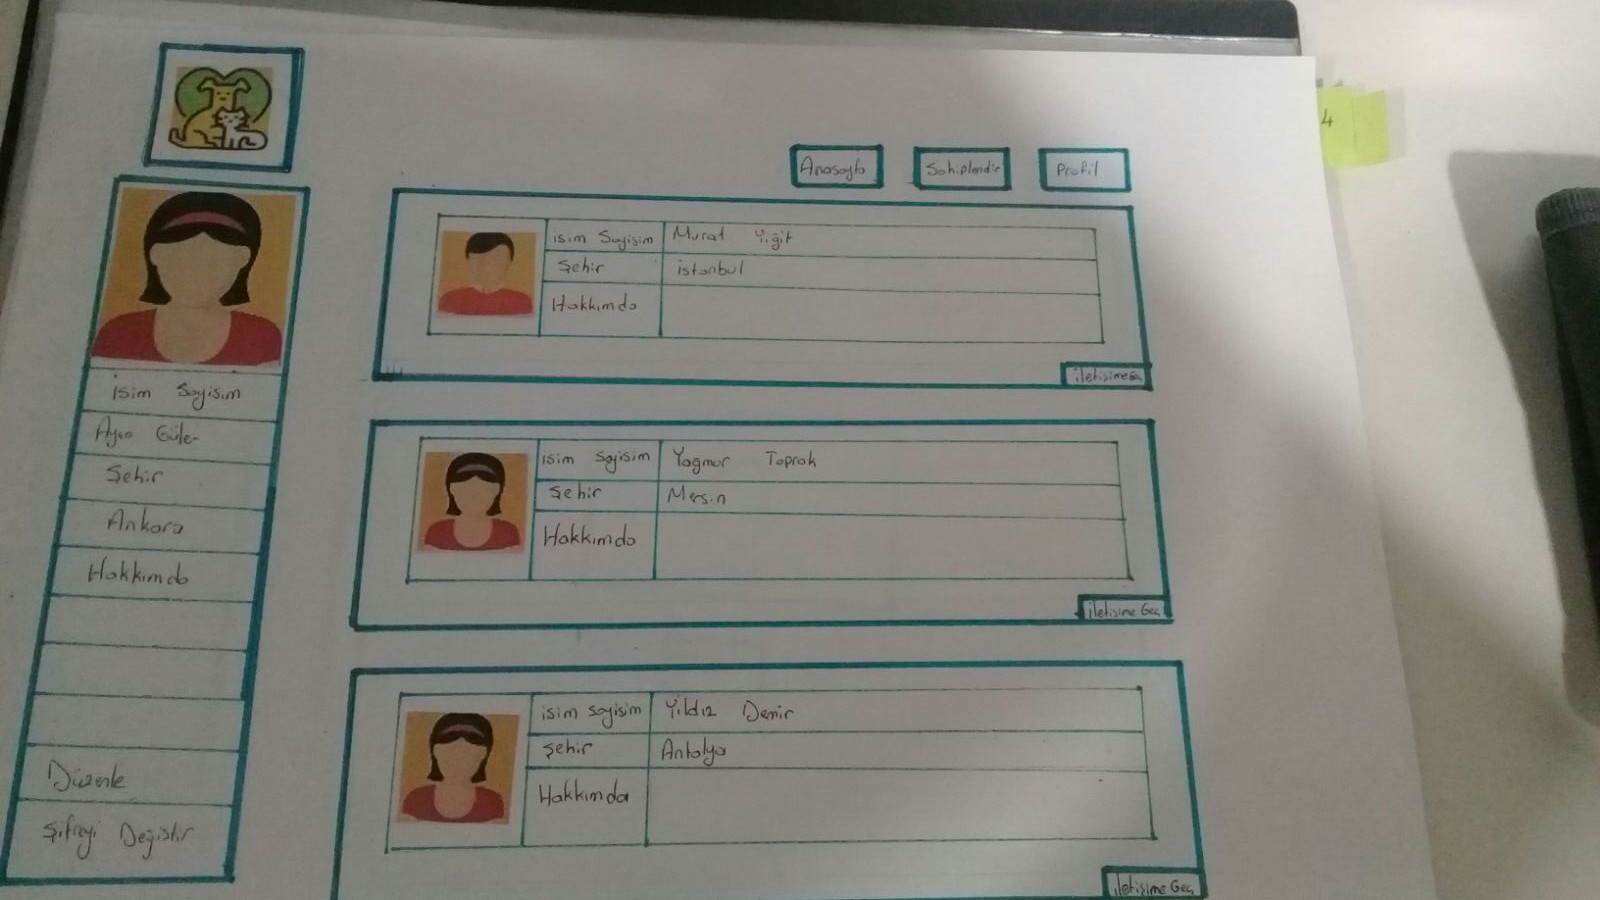 4
Anasayfa
Sahiplendir
Profil
isim Soyisim Murat Yiğit
Şehir istanbul
Hakkımda
iletişime Geç
isim Soyisim
Ayşe Güler
Şehir
Ankara
Hakkımda
Düzenle
Şifreyi Değiştir
isim Soyisim Yağmur Toprak
Şehir Mersin
Hakkımda
iletişime Geç
isim Soyisim Yıldız Demir
Şehir Antalya
Hakkımda
iletişime Geç